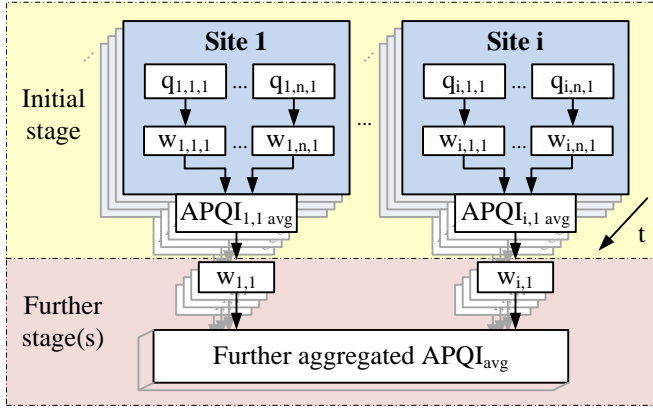 Site 1 Site i
q1,1,1 ... q1,n,1 qi,1,1 ... qi,n,1
Initial stage
w1,1,1 ... w1,n,1 ... wi,1,1 ... wi,n,1
APQI1,1 avg APQIi,1 avg
t
w1,1 wi,1
Further stage(s)
Further aggregated APQIavg